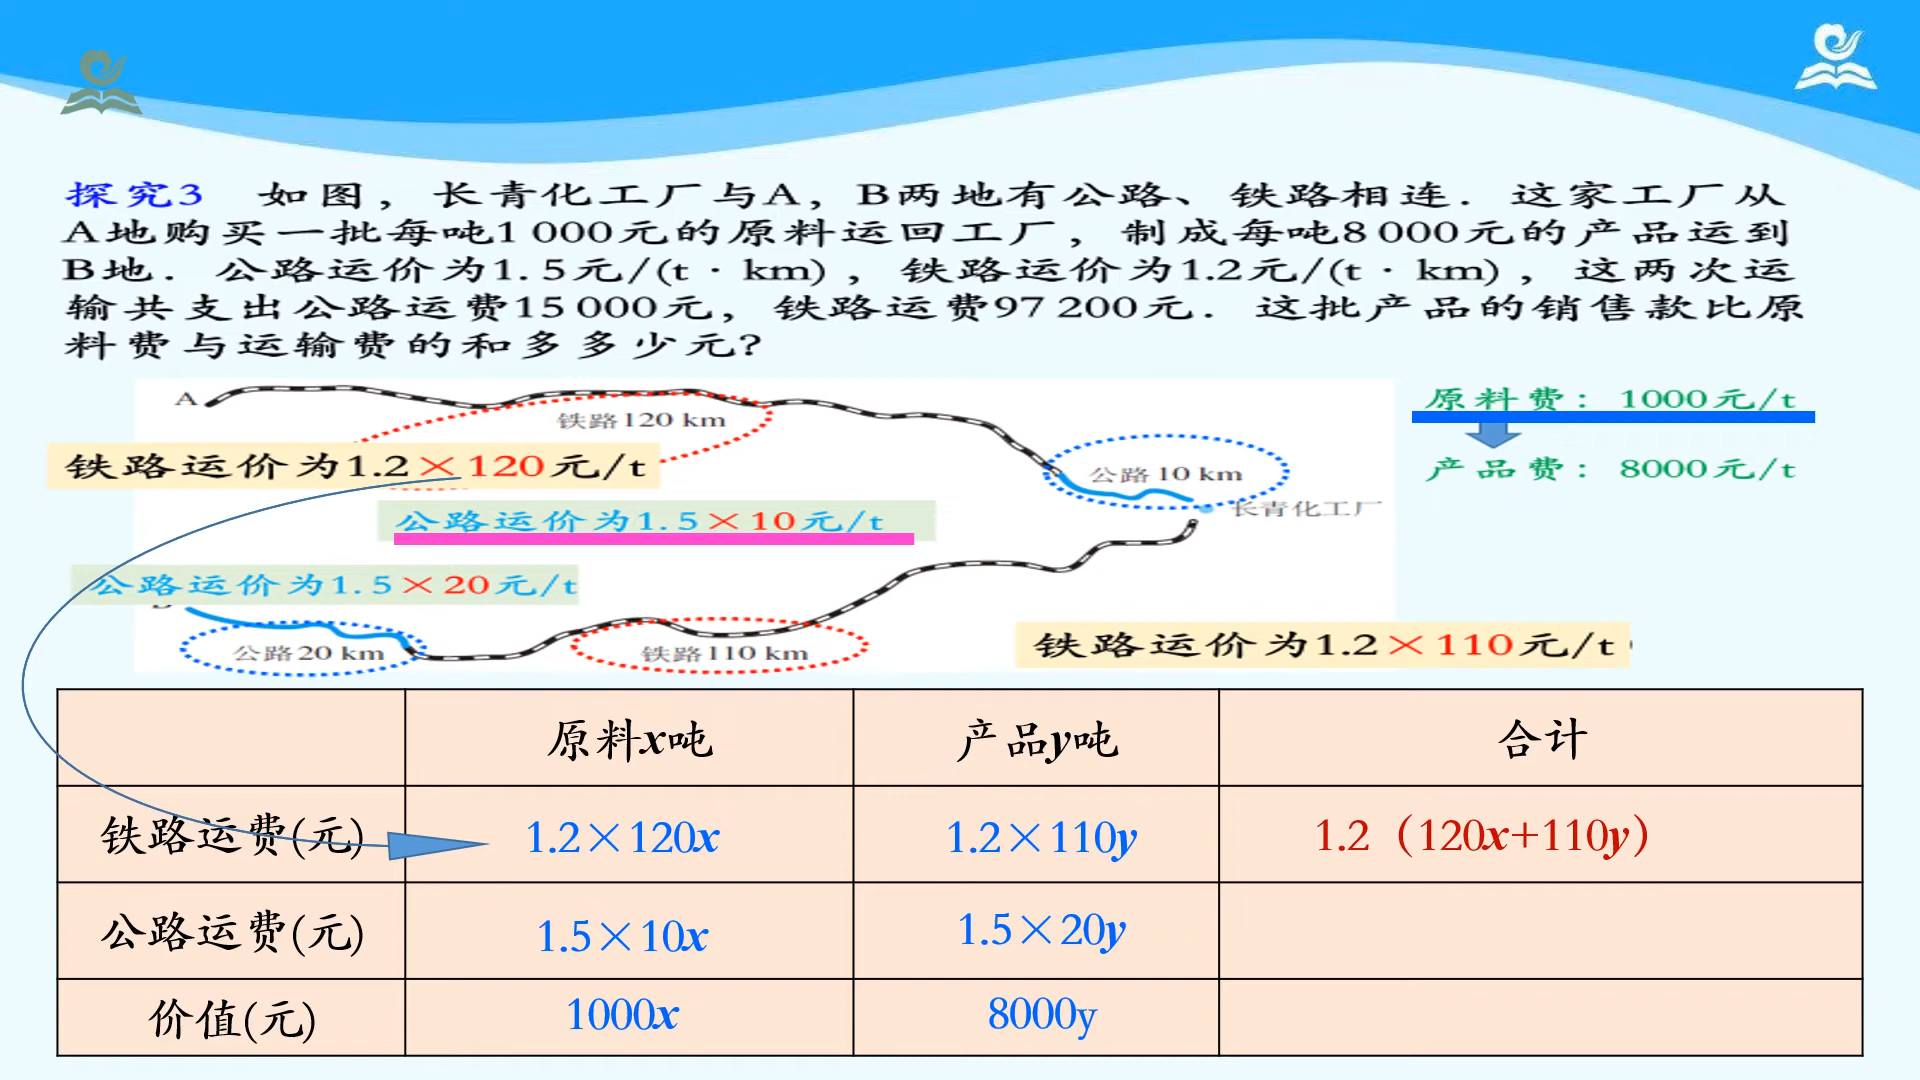 探究3 如图，长青化工厂与A，B两地有公路、铁路相连．这家工厂从
A地购买一批每吨1 000元的原料运回工厂，制成每吨8 000元的产品运到
B地．公路运价为1.5元/(t·km)，铁路运价为1.2元/(t·km)，这两次运
输共支出公路运费15 000元，铁路运费97 200元．这批产品的销售款比原
料费与运输费的和多多少元？
A
铁路120 km
原料费：1000元/t
铁路运价为1.2×120元/t
公路10 km
产品费：8000元/t
公路运价为1.5×10元/t
长青化工厂
公路运价为1.5×20元/t
公路20 km
铁路110 km
铁路运价为1.2×110元/t
原料x吨 产品y吨 合计
铁路运费(元) 1.2×120x 1.2×110y 1.2（120x+110y）
公路运费(元) 1.5×10x 1.5×20y
价值(元) 1000x 8000y